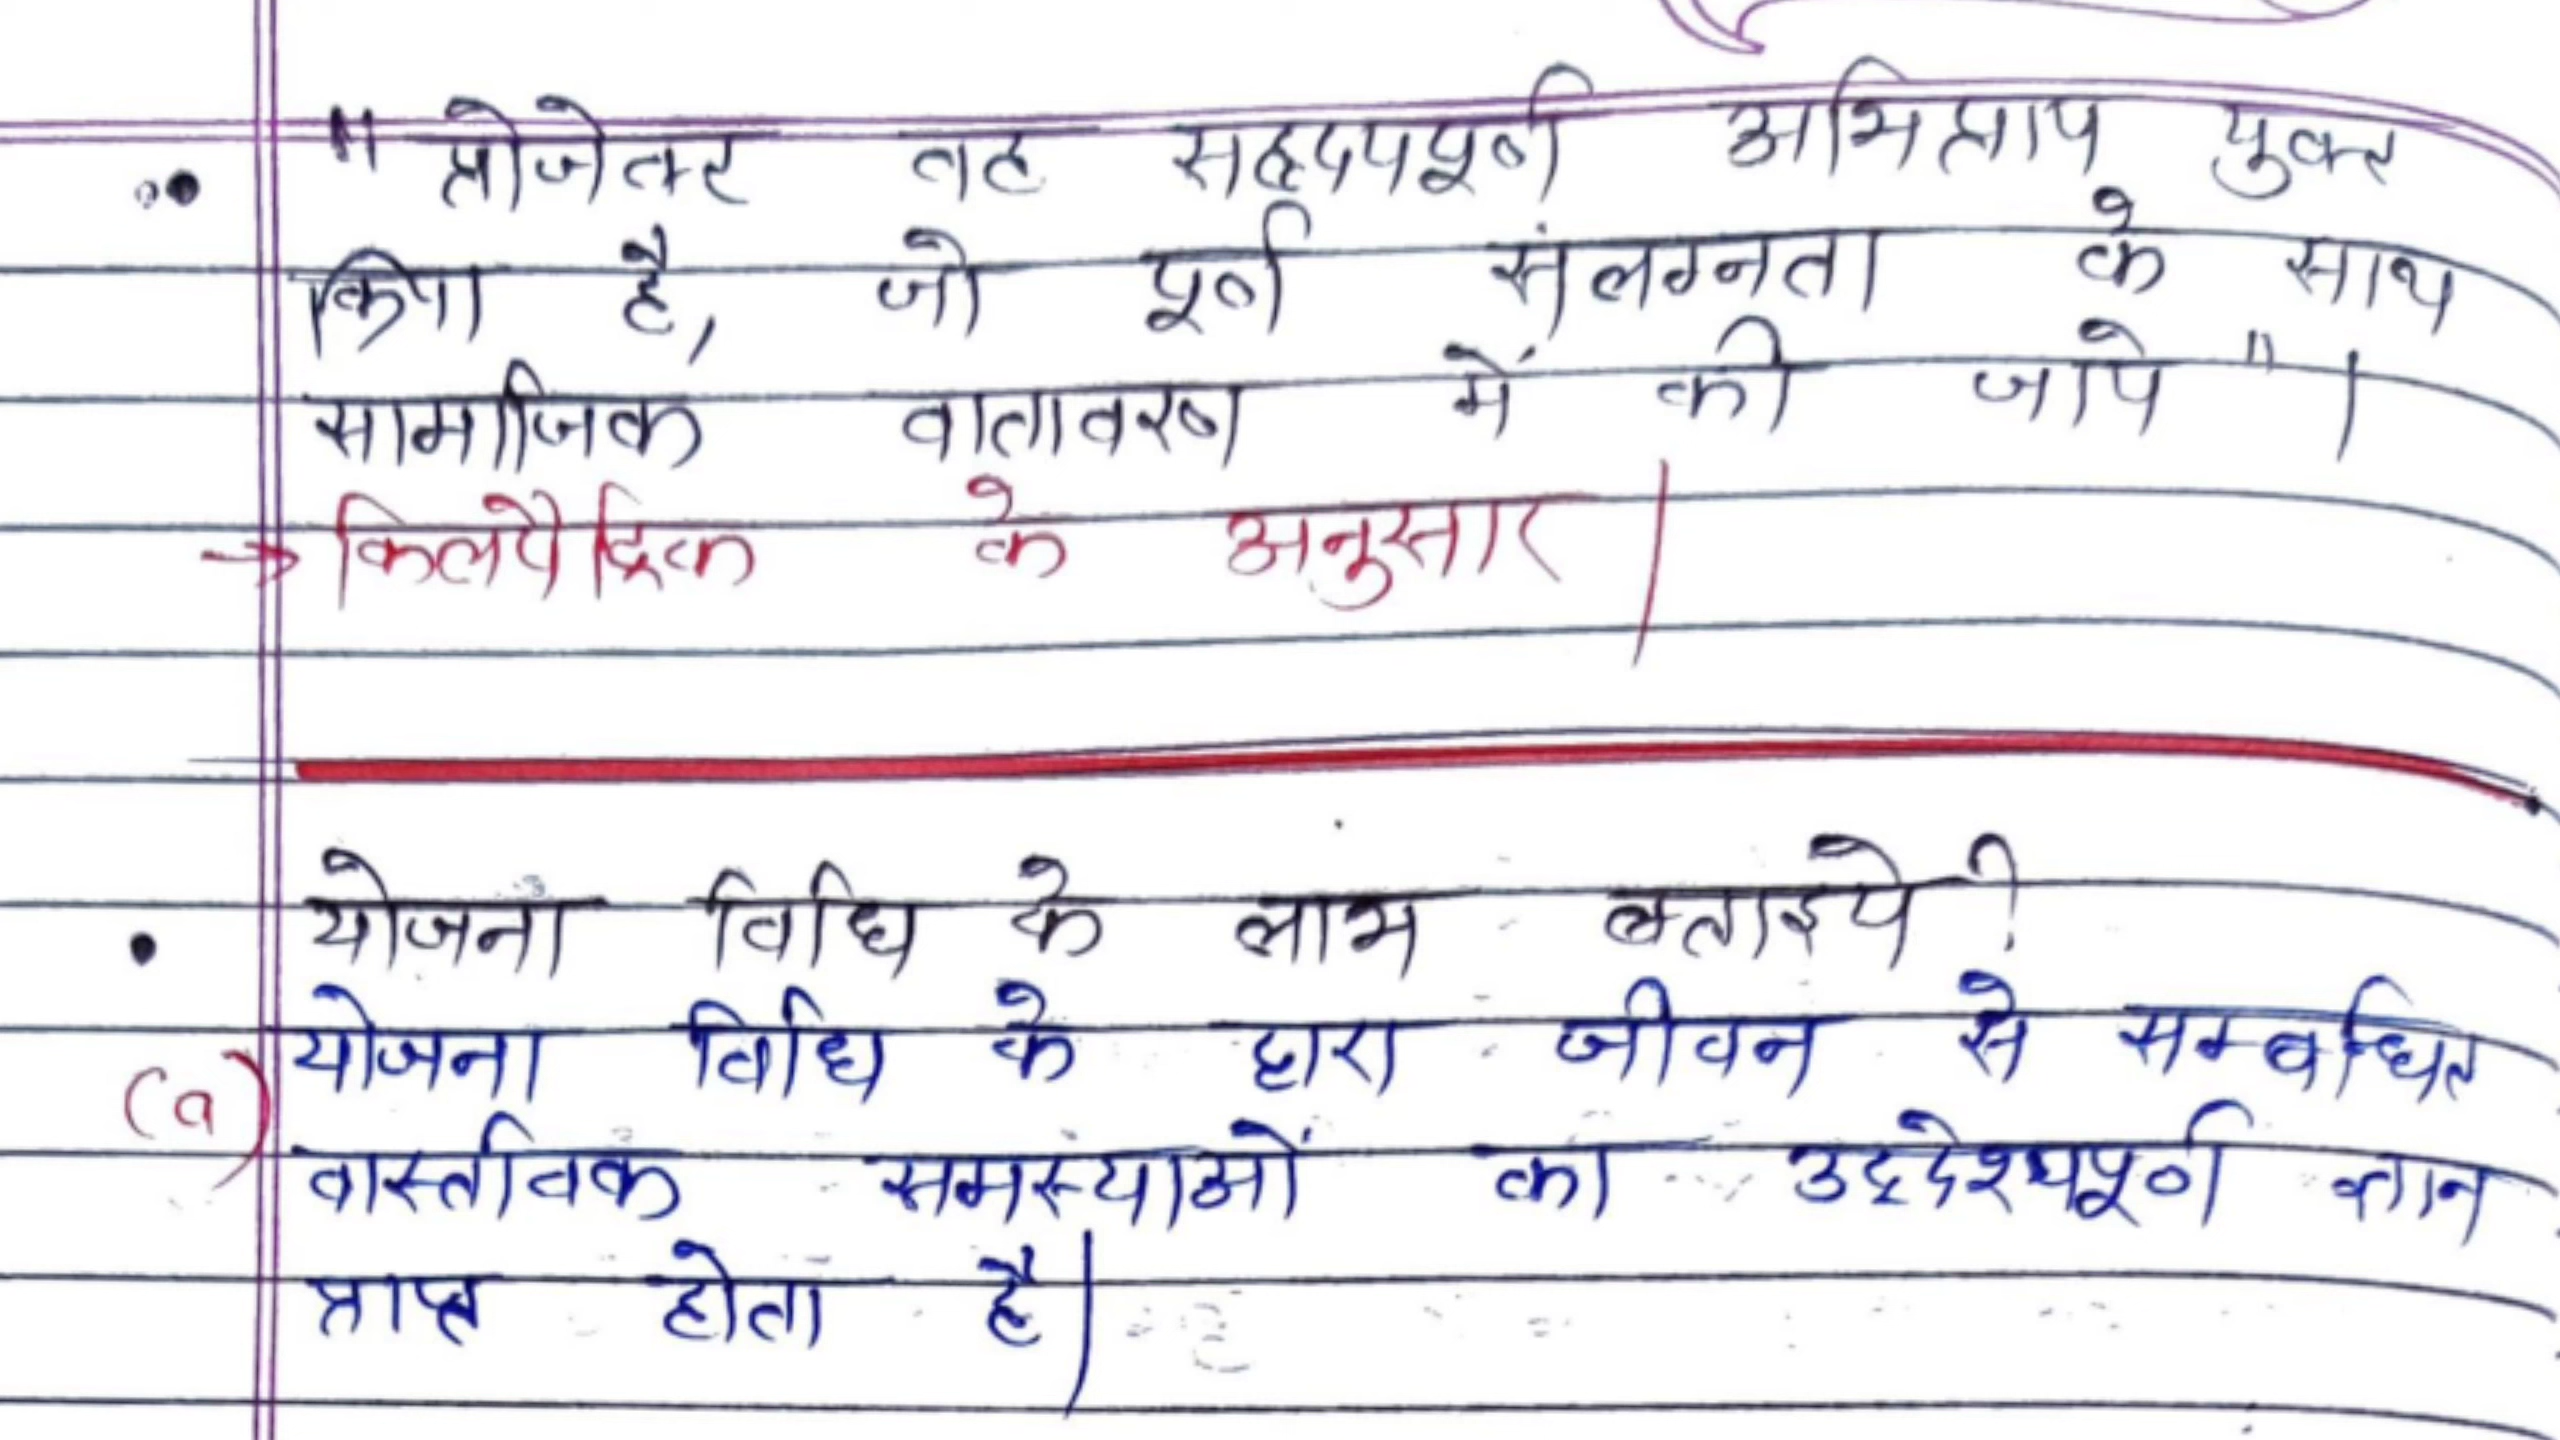 " प्रोजेक्ट वह सहृदयपूर्ण अभिप्राय युक्त
क्रिया है, जो पूर्ण संलग्नता के साथ
सामाजिक वातावरण में की जाये "।
→ किलपैट्रिक के अनुसार।
• योजना विधि के लाभ बताइये?
(a) योजना विधि के द्वारा जीवन से सम्बन्धित
वास्तविक समस्याओं का उद्देश्यपूर्ण ज्ञान
प्राप्त होता है।